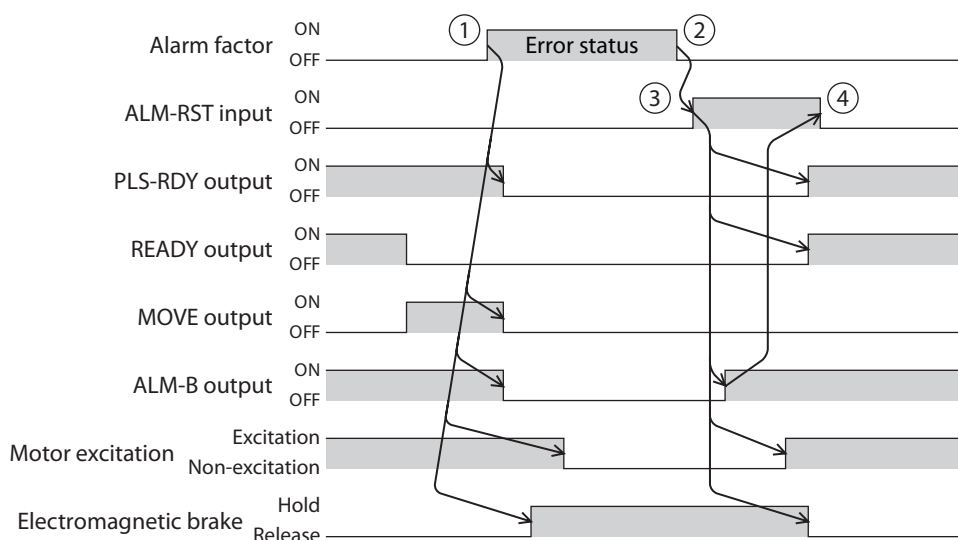 Alarm factor
ON
OFF
①
Error status
②
ALM-RST input
ON
OFF
③
④
PLS-RDY output
ON
OFF
READY output
ON
OFF
MOVE output
ON
OFF
ALM-B output
ON
OFF
Motor excitation
Excitation
Non-excitation
Electromagnetic brake
Hold
Release